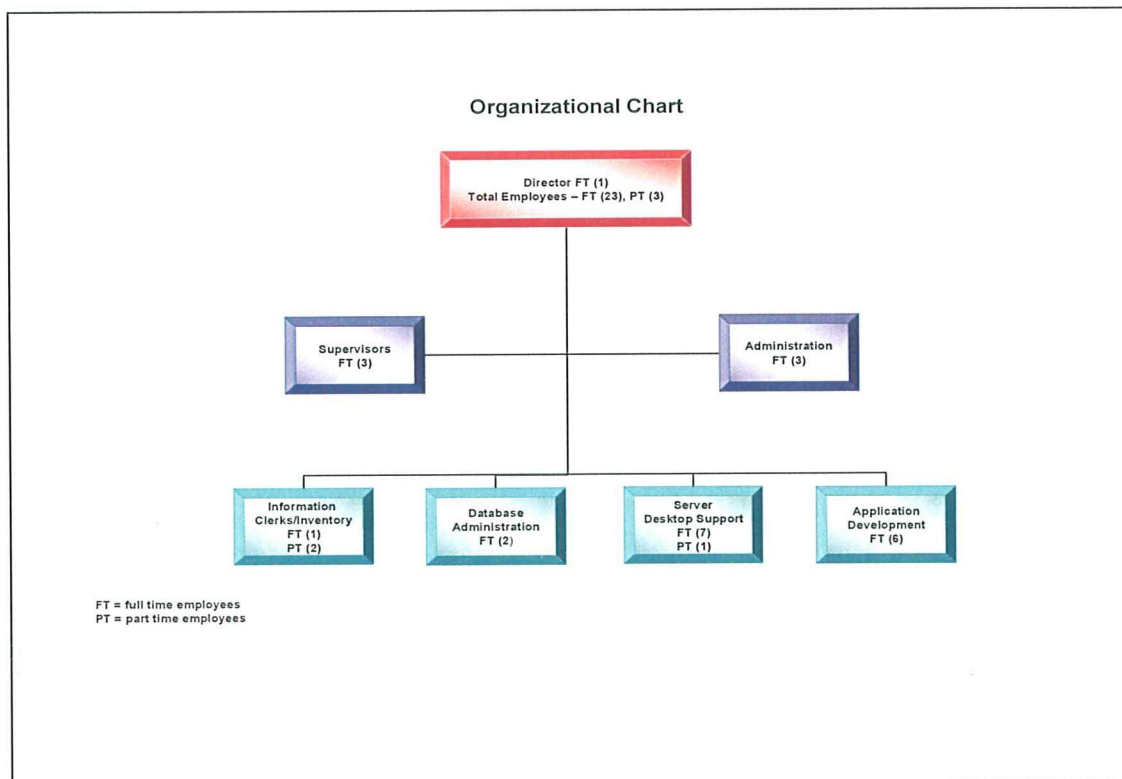 Organizational Chart
Director FT (1)
Total Employees – FT (23), PT (3)
Supervisors
FT (3)
Administration
FT (3)
Information
Clerks/Inventory
FT (1)
PT (2)
Database
Administration
FT (2)
Server
Desktop Support
FT (7)
PT (1)
Application
Development
FT (6)
FT = full time employees
PT = part time employees